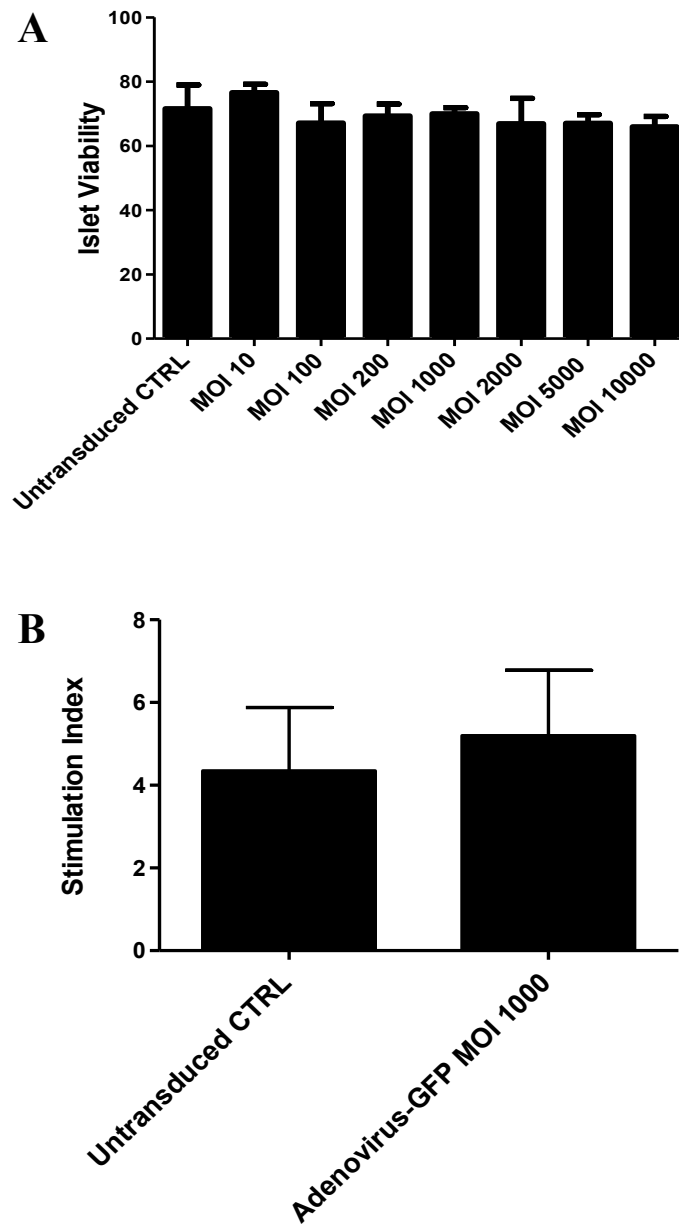 A
Islet Viability
100
80
60
40
20
0
Untransduced CTRL
MOI 10
MOI 100
MOI 200
MOI 1000
MOI 2000
MOI 5000
MOI 10000
B
Stimulation Index
8
6
4
2
0
Untransduced CTRL
Adenovirus-GFP MOI 1000